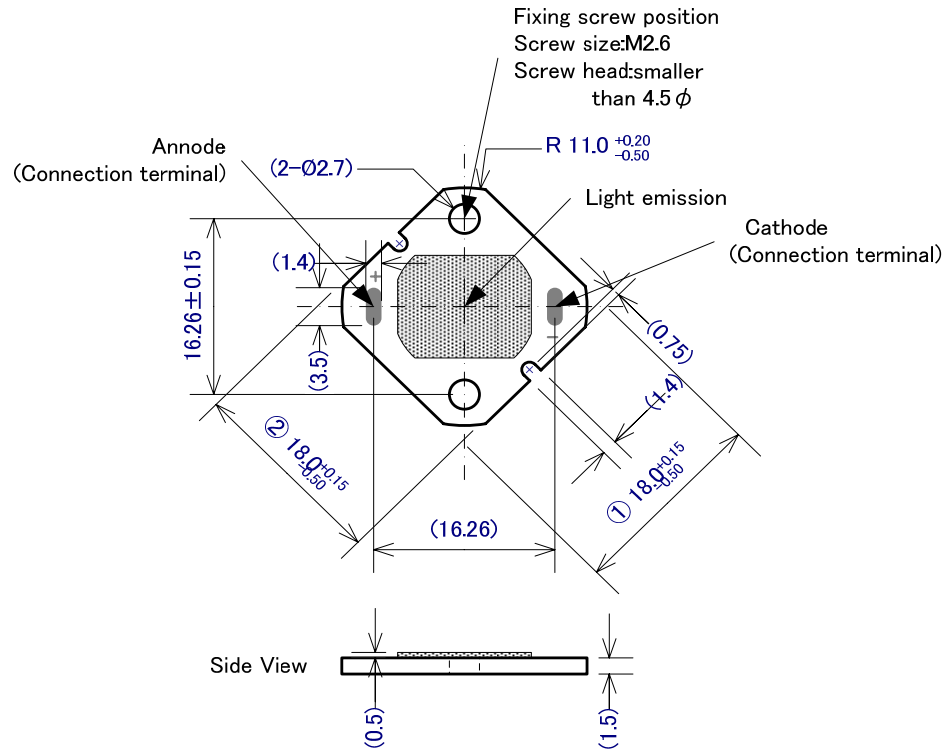 Fixing screw position
Screw size:M2.6
Screw head:smaller
than 4.5φ
R 11.0 +0.20 -0.50
Annode
(Connection terminal)
(2-Ø2.7)
Light emission
Cathode
(Connection terminal)
16.26±0.15
(1.4)
+
(3.5)
−
(0.75)
(1.4)
② 18.0 +0.15 -0.50
① 18.0 +0.15 -0.50
(16.26)
Side View
(0.5)
(1.5)